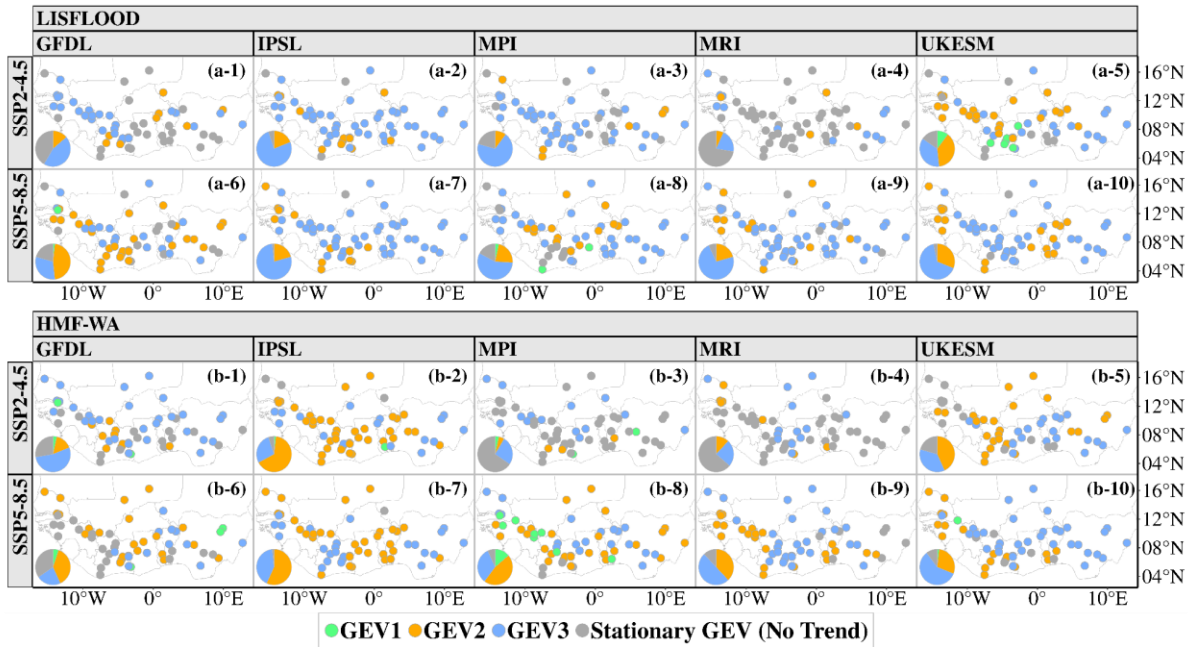 LISFLOOD
GFDL IPSL MPI MRI UKESM
SSP2-4.5
(a-1) (a-2) (a-3) (a-4) (a-5)
16°N
12°N
08°N
04°N
SSP5-8.5
(a-6) (a-7) (a-8) (a-9) (a-10)
16°N
12°N
08°N
04°N
10°W 0° 10°E 10°W 0° 10°E 10°W 0° 10°E 10°W 0° 10°E 10°W 0° 10°E
HMF-WA
GFDL IPSL MPI MRI UKESM
SSP2-4.5
(b-1) (b-2) (b-3) (b-4) (b-5)
16°N
12°N
08°N
04°N
SSP5-8.5
(b-6) (b-7) (b-8) (b-9) (b-10)
16°N
12°N
08°N
04°N
10°W 0° 10°E 10°W 0° 10°E 10°W 0° 10°E 10°W 0° 10°E 10°W 0° 10°E
GEV1 GEV2 GEV3 Stationary GEV (No Trend)